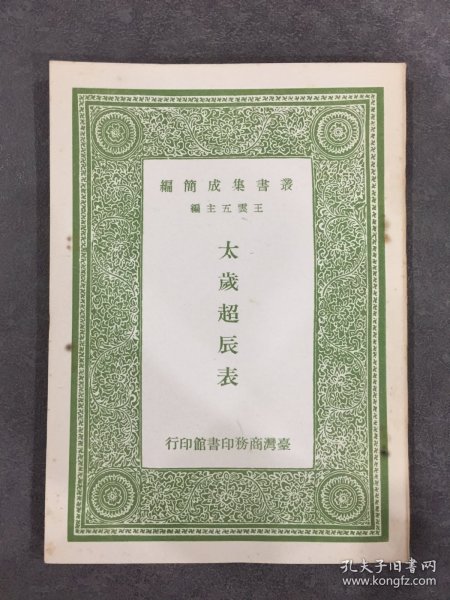 叢書集成簡編
王雲五主編
太歲超辰表
臺灣商務印書館印行
孔夫子旧书网
www.kongfz.com